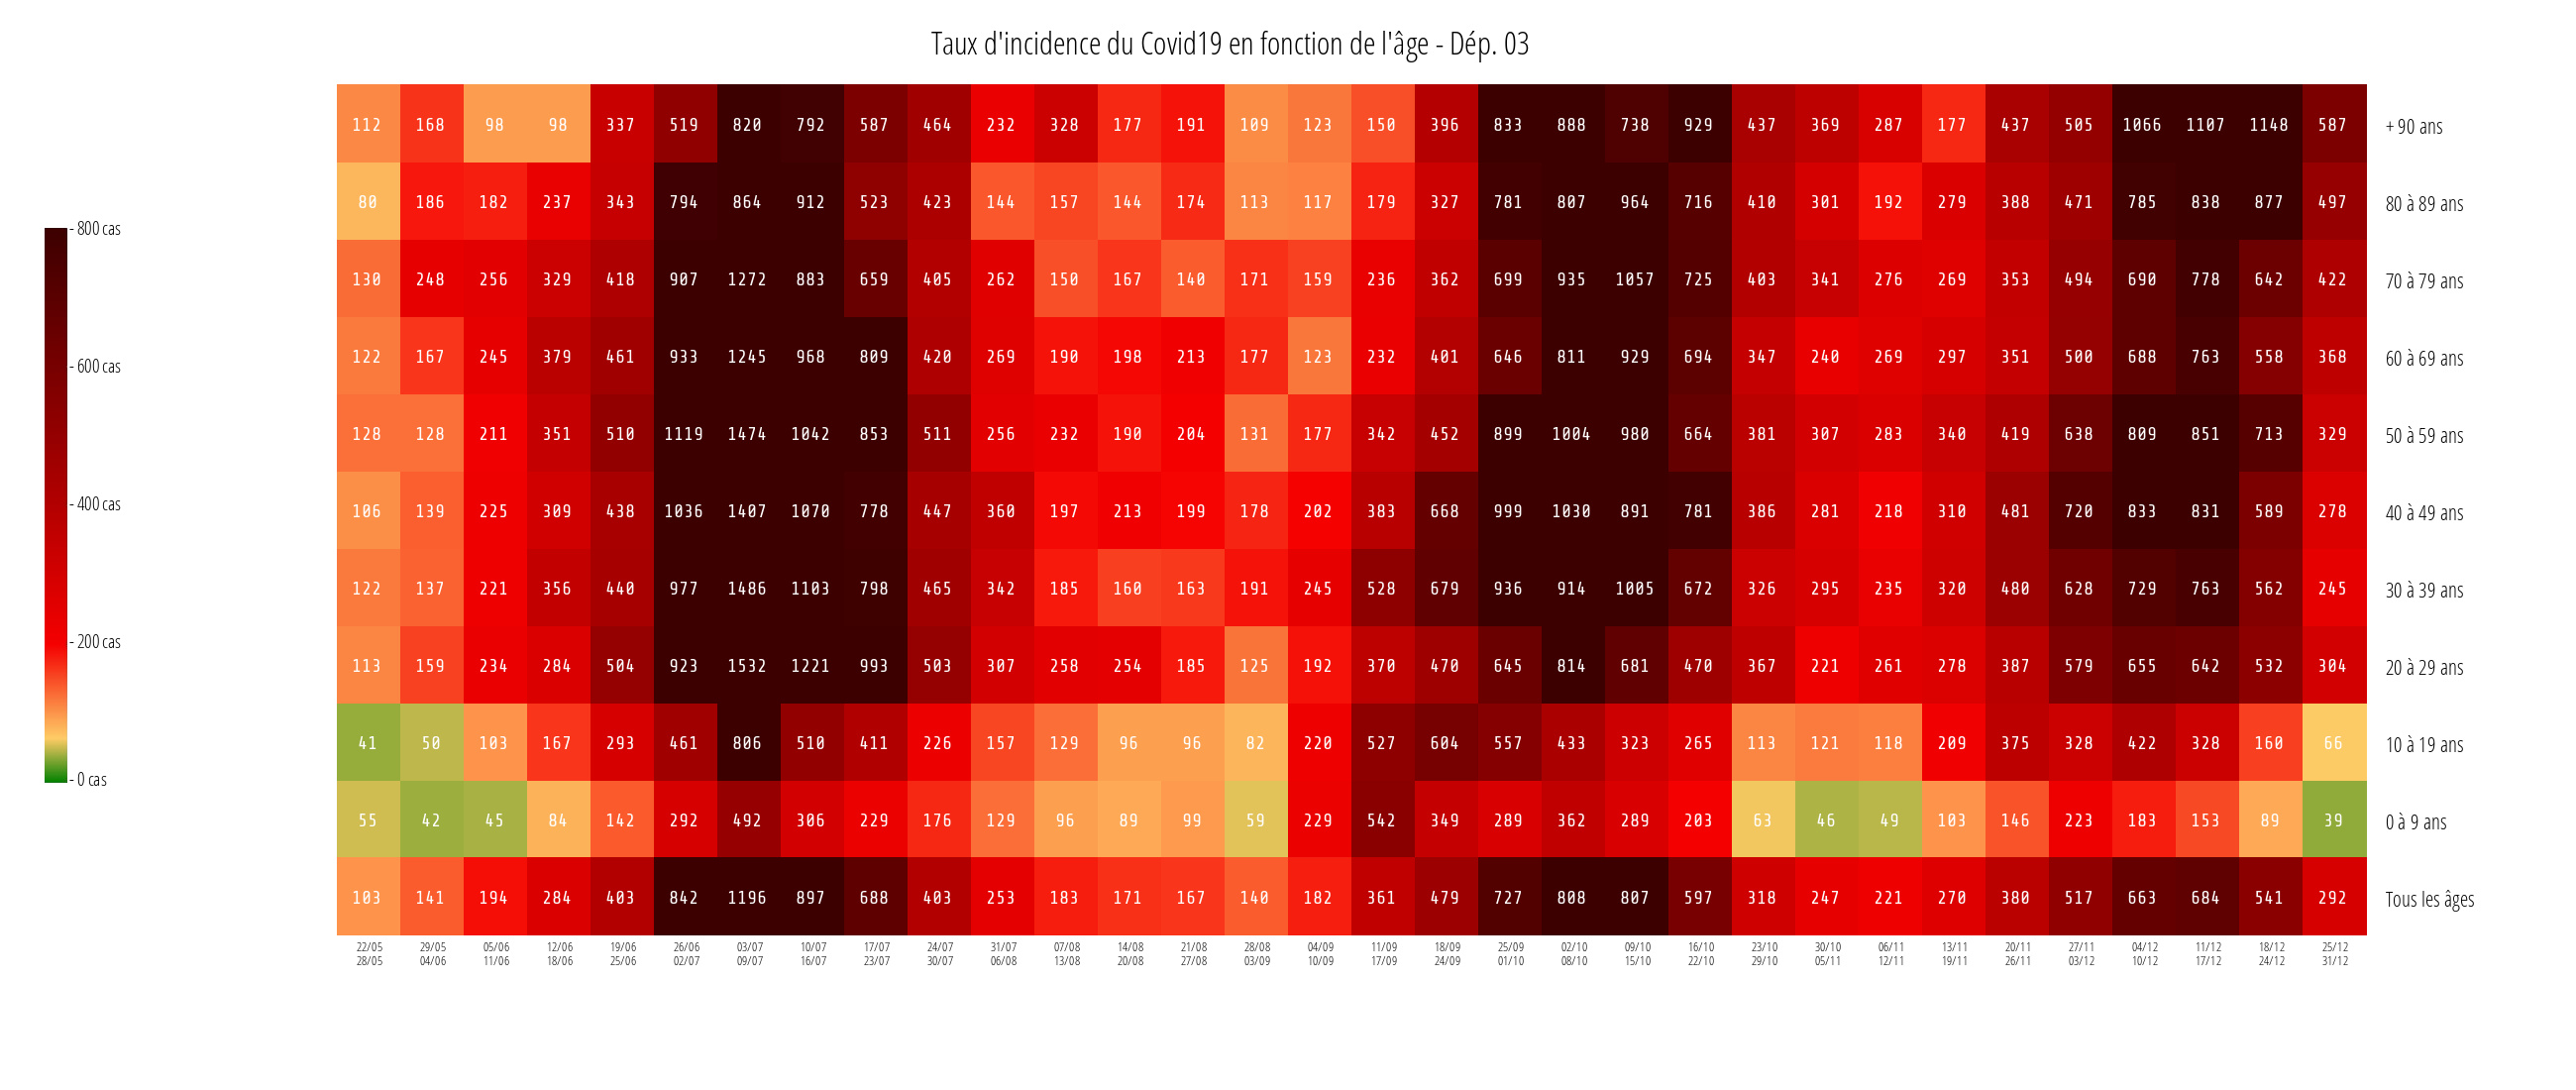 Taux d'incidence du Covid19 en fonction de l'âge - Dép. 03
- 800 cas
- 600 cas
- 400 cas
- 200 cas
- 0 cas
112 168 98 98 337 519 820 792 587 464 232 328 177 191 109 123 150 396 833 888 738 929 437 369 287 177 437 505 1066 1107 1148 587 + 90 ans
80 186 182 237 343 794 864 912 523 423 144 157 144 174 113 117 179 327 781 807 964 716 410 301 192 279 388 471 785 838 877 497 80 à 89 ans
130 248 256 329 418 907 1272 883 659 405 262 150 167 140 171 159 236 362 699 935 1057 725 403 341 276 269 353 494 690 778 642 422 70 à 79 ans
122 167 245 379 461 933 1245 968 809 420 269 190 198 213 177 123 232 401 646 811 929 694 347 240 269 297 351 500 688 763 558 368 60 à 69 ans
128 128 211 351 510 1119 1474 1042 853 511 256 232 190 204 131 177 342 452 899 1004 980 664 381 307 283 340 419 638 809 851 713 329 50 à 59 ans
106 139 225 309 438 1036 1407 1070 778 447 360 197 213 199 178 202 383 668 999 1030 891 781 386 281 218 310 481 720 833 831 589 278 40 à 49 ans
122 137 221 356 440 977 1486 1103 798 465 342 185 160 163 191 245 528 679 936 914 1005 672 326 295 235 320 480 628 729 763 562 245 30 à 39 ans
113 159 234 284 504 923 1532 1221 993 503 307 258 254 185 125 192 370 470 645 814 681 470 367 221 261 278 387 579 655 642 532 304 20 à 29 ans
41 50 103 167 293 461 806 510 411 226 157 129 96 96 82 220 527 604 557 433 323 265 113 121 118 209 375 328 422 328 160 66 10 à 19 ans
55 42 45 84 142 292 492 306 229 176 129 96 89 99 59 229 542 349 289 362 289 203 63 46 49 103 146 223 183 153 89 39 0 à 9 ans
103 141 194 284 403 842 1196 897 688 403 253 183 171 167 140 182 361 479 727 808 807 597 318 247 221 270 380 517 663 684 541 292 Tous les âges
22/05 29/05 05/06 12/06 19/06 26/06 03/07 10/07 17/07 24/07 31/07 07/08 14/08 21/08 28/08 04/09 11/09 18/09 25/09 02/10 09/10 16/10 23/10 30/10 06/11 13/11 20/11 27/11 04/12 11/12 18/12 25/12
28/05 04/06 11/06 18/06 25/06 02/07 09/07 16/07 23/07 30/07 06/08 13/08 20/08 27/08 03/09 10/09 17/09 24/09 01/10 08/10 15/10 22/10 29/10 05/11 12/11 19/11 26/11 03/12 10/12 17/12 24/12 31/12